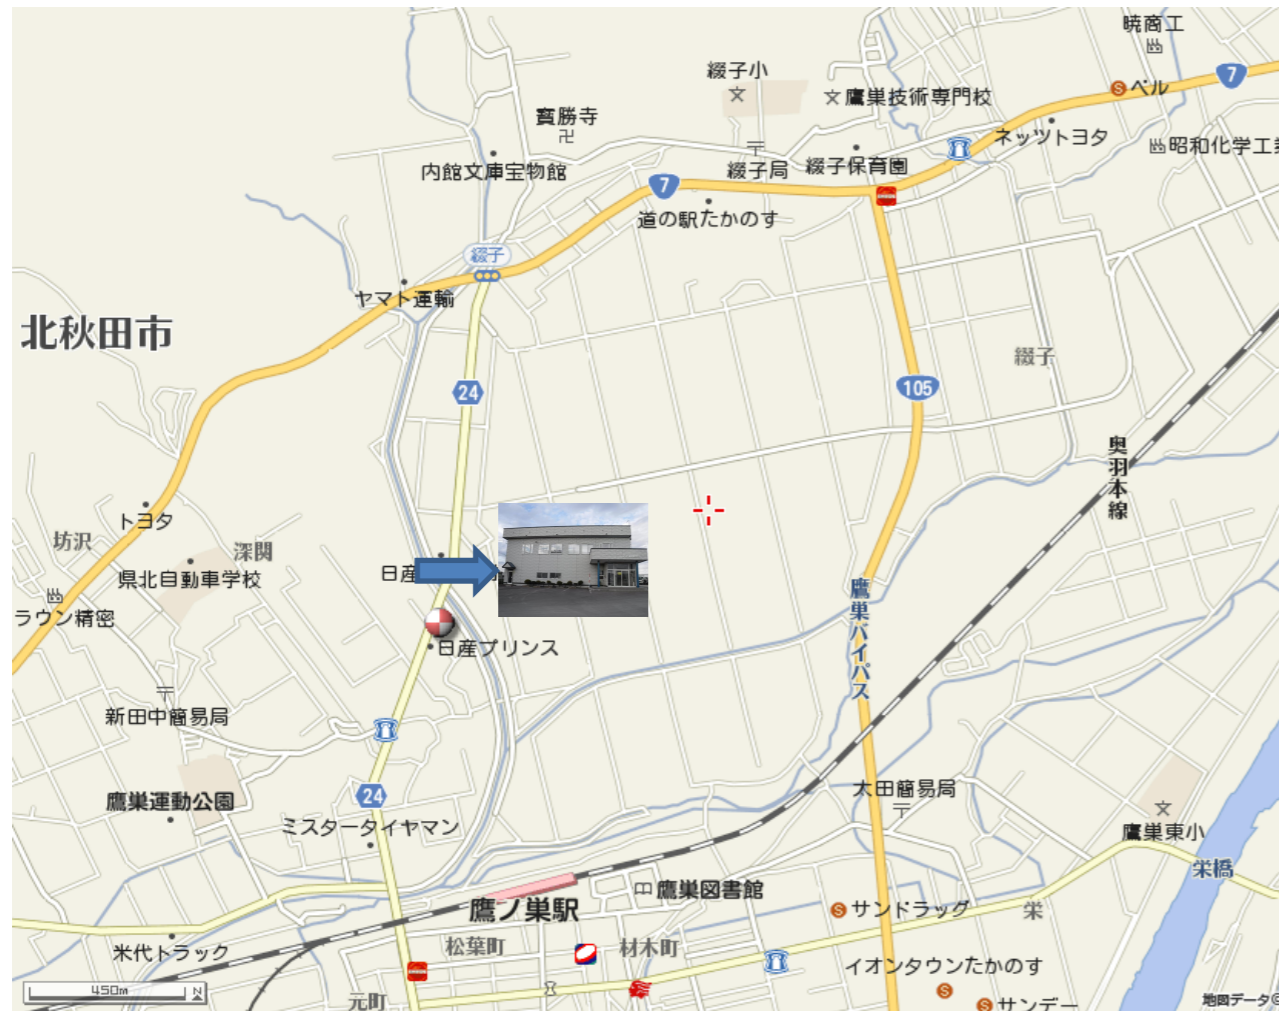 暁商工
7
綴子小
ベル
鷹巣技術専門校
寳勝寺
ネッツトヨタ
昭和化学工
内館文庫宝物館
綴子局
綴子保育園
7
道の駅たかのす
綴子
ヤマト運輸
北秋田市
綴子
24
105
奥羽本線
トヨタ
坊沢
深関
県北自動車学校
日産
ラウン精密
鷹巣バイパス
日産プリンス
新田中簡易局
太田簡易局
24
鷹巣運動公園
ミスタータイヤマン
鷹巣東小
栄橋
鷹巣図書館
鷹ノ巣駅
サンドラッグ
栄
松葉町
材木町
米代トラック
イオンタウンたかのす
450m
N
元町
サンデー
地図データ©